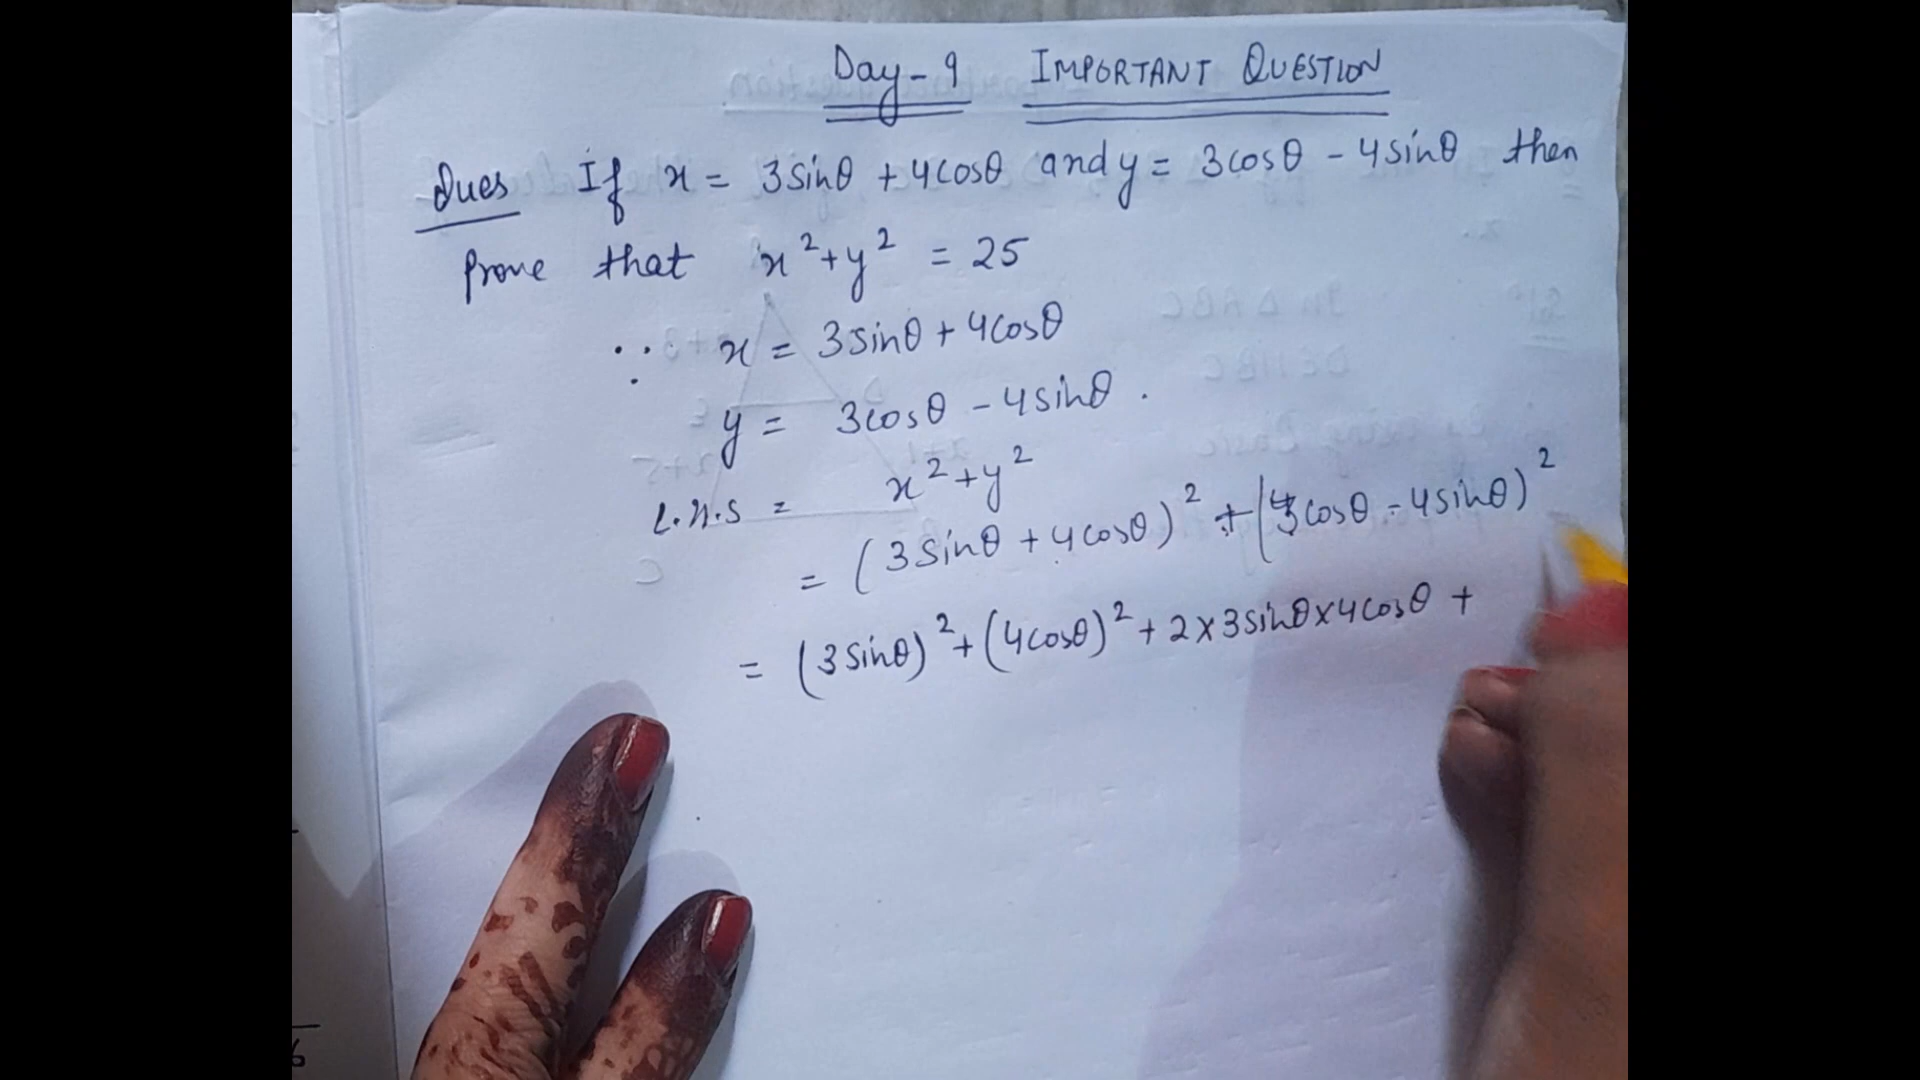 Day - 9 IMPORTANT QUESTION
Ques If x = 3sinθ + 4cosθ and y = 3cosθ - 4sinθ then
Prove that x²+y² = 25
∵ x = 3sinθ + 4cosθ
y = 3cosθ - 4sinθ .
L.H.S = x²+y²
= (3sinθ + 4cosθ)² + (3cosθ - 4sinθ)²
= (3sinθ)² + (4cosθ)² + 2×3sinθ×4cosθ +
6